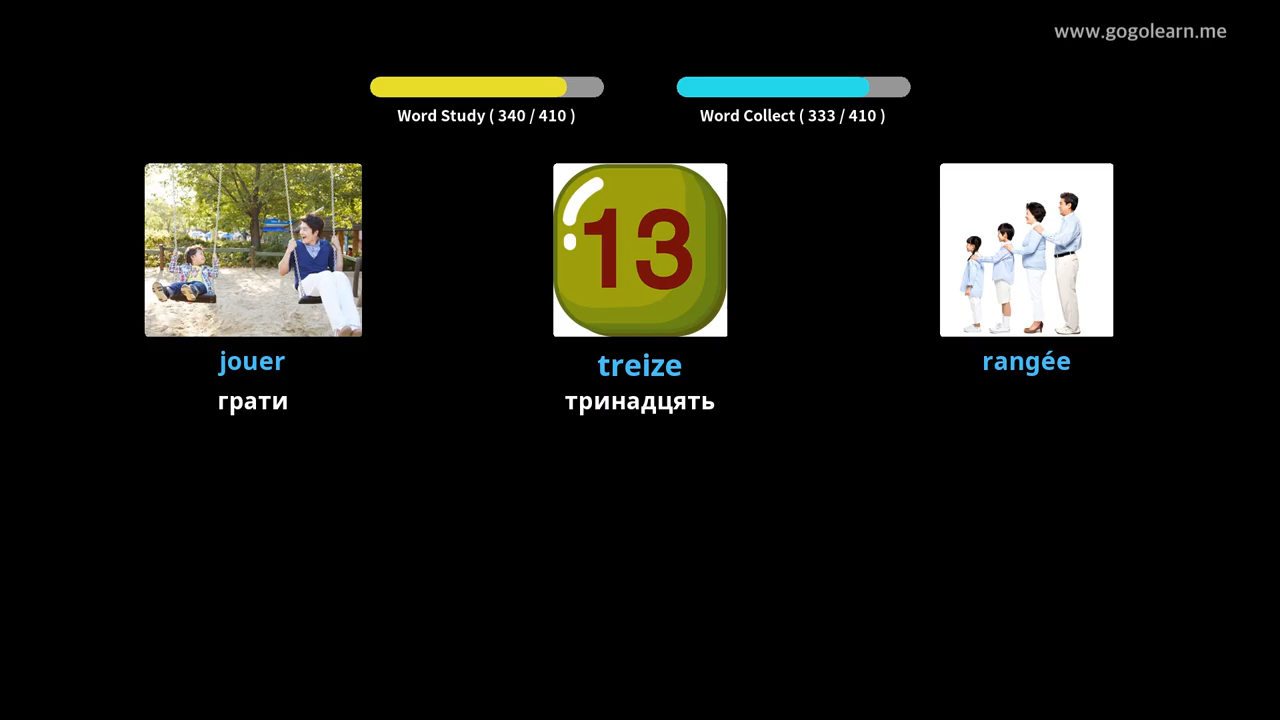 www.gogolearn.me
Word Study ( 340 / 410 )
Word Collect ( 333 / 410 )
13
jouer
treize
rangée
грати
тринадцять